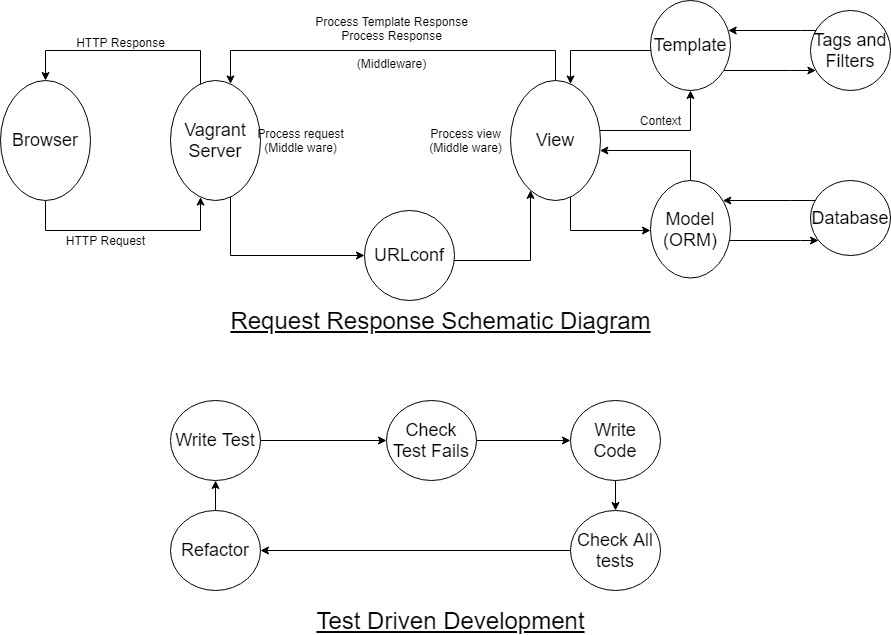 Process Template Response
Process Response
(Middleware)
HTTP Response
Template
Tags and
Filters
Browser
Vagrant
Server
Process request
(Middle ware)
Process view
(Middle ware)
View
Context
HTTP Request
URLconf
Model
(ORM)
Database
Request Response Schematic Diagram
Write Test
Check
Test Fails
Write
Code
Refactor
Check All
tests
Test Driven Development